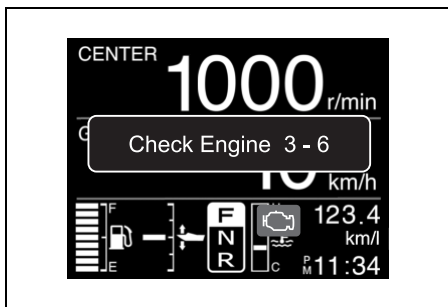 CENTER
1000 r/min
G
Check Engine 3 - 6
km/h
F
E
F
N
R
C
123.4
km/l
PM 11:34